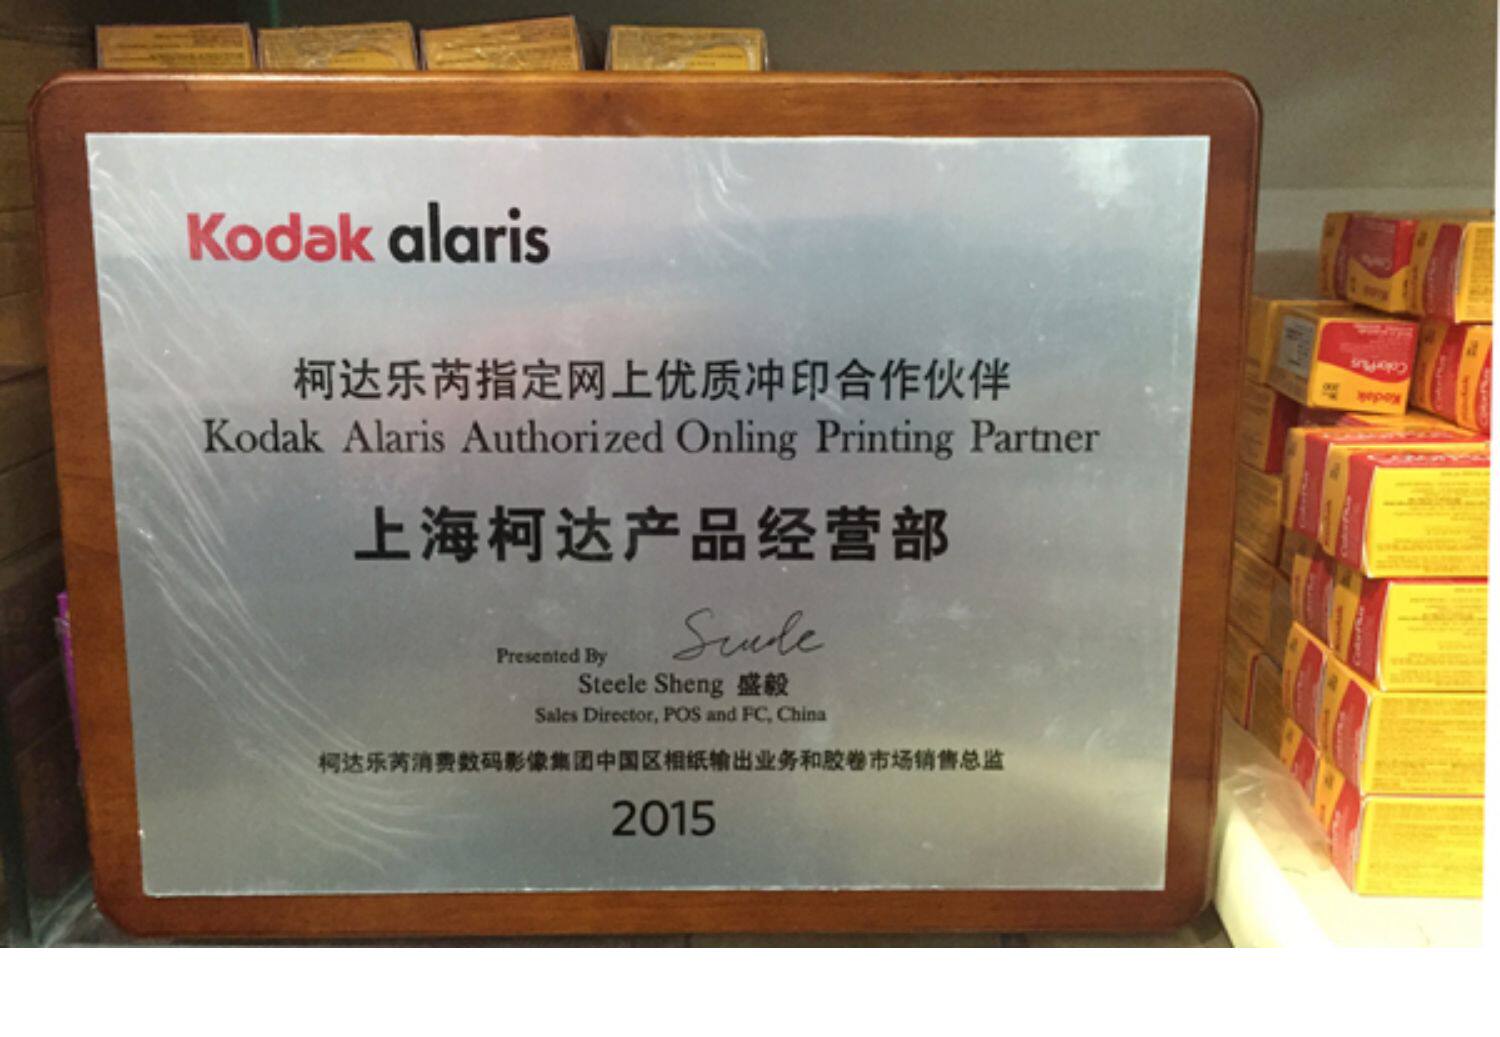 Kodak alaris
柯达乐芮指定网上优质冲印合作伙伴
Kodak Alaris Authorized Onling Printing Partner
上海柯达产品经营部
Presented By
Steele Sheng 盛毅
Sales Director, POS and FC, China
柯达乐芮消费数码影像集团中国区相纸输出业务和胶卷市场销售总监
2015
ColorPlus
Kodak
200